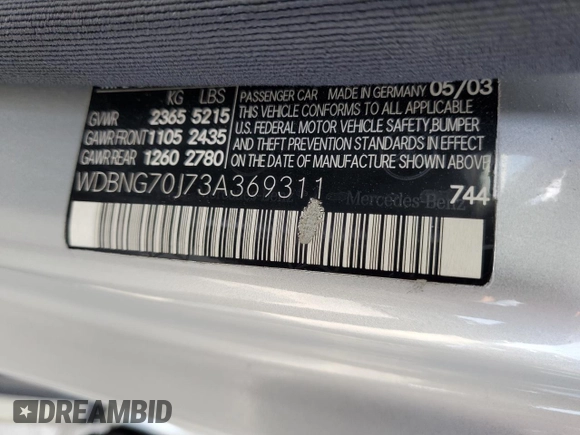 KG LBS
GVWR 2365 5215
GAWR FRONT 1105 2435
GAWR REAR 1260 2780
PASSENGER CAR MADE IN GERMANY 05/03
THIS VEHICLE CONFORMS TO ALL APPLICABLE
U.S. FEDERAL MOTOR VEHICLE SAFETY, BUMPER
AND THEFT PREVENTION STANDARDS IN EFFECT
ON THE DATE OF MANUFACTURE SHOWN ABOVE.
WDBNG70J73A369311
744
Mercedes-Benz
DREAMBID